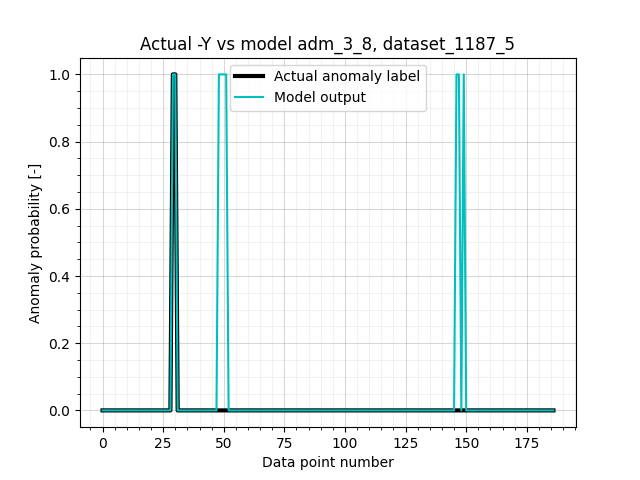 Actual -Y vs model adm_3_8, dataset_1187_5
Actual anomaly label
Model output
Anomaly probability [-]
1.0
0.8
0.6
0.4
0.2
0.0
0 25 50 75 100 125 150 175
Data point number